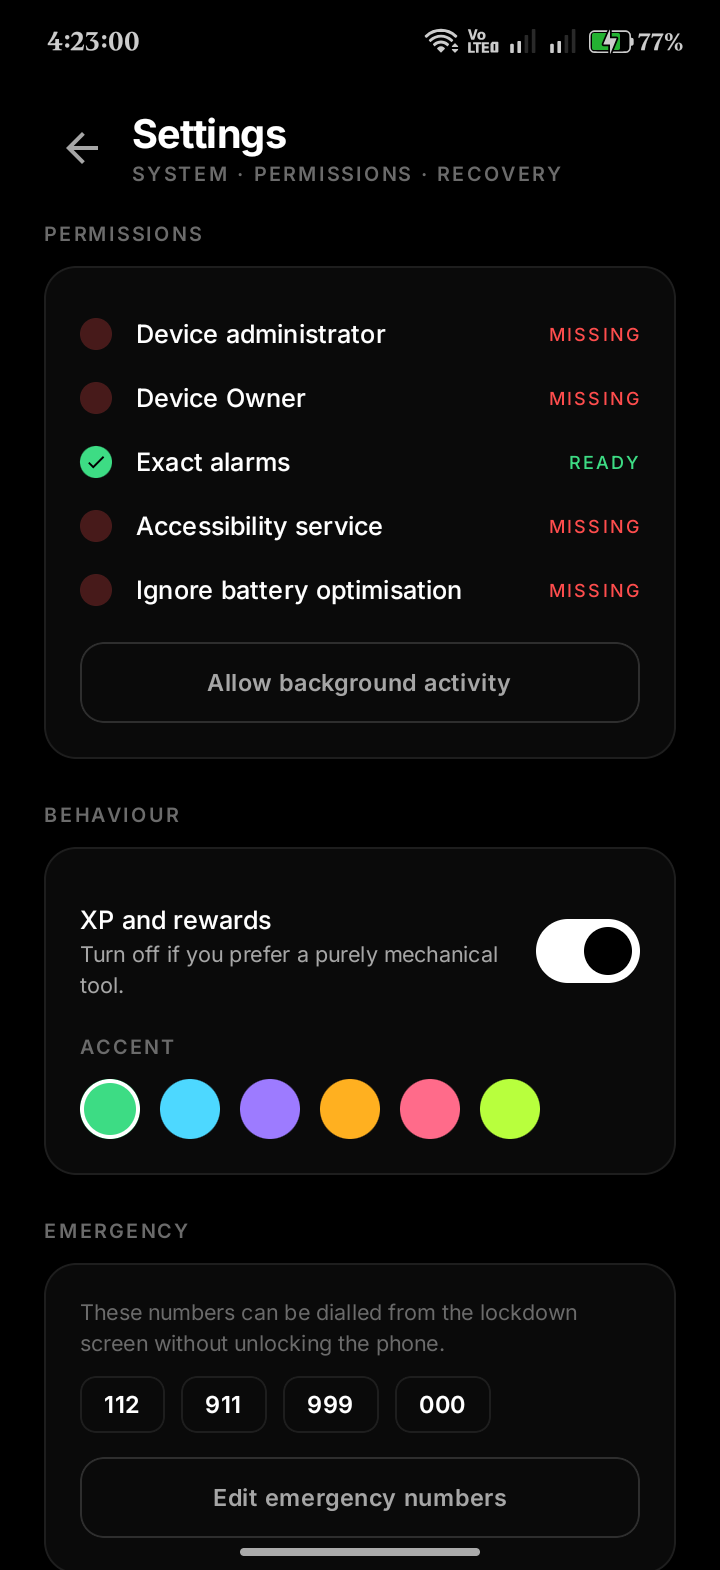 4:23:00
Vo
LTE
77%
Settings
SYSTEM · PERMISSIONS · RECOVERY
PERMISSIONS
Device administrator MISSING
Device Owner MISSING
Exact alarms READY
Accessibility service MISSING
Ignore battery optimisation MISSING
Allow background activity
BEHAVIOUR
XP and rewards
Turn off if you prefer a purely mechanical
tool.
ACCENT
EMERGENCY
These numbers can be dialled from the lockdown
screen without unlocking the phone.
112 911 999 000
Edit emergency numbers